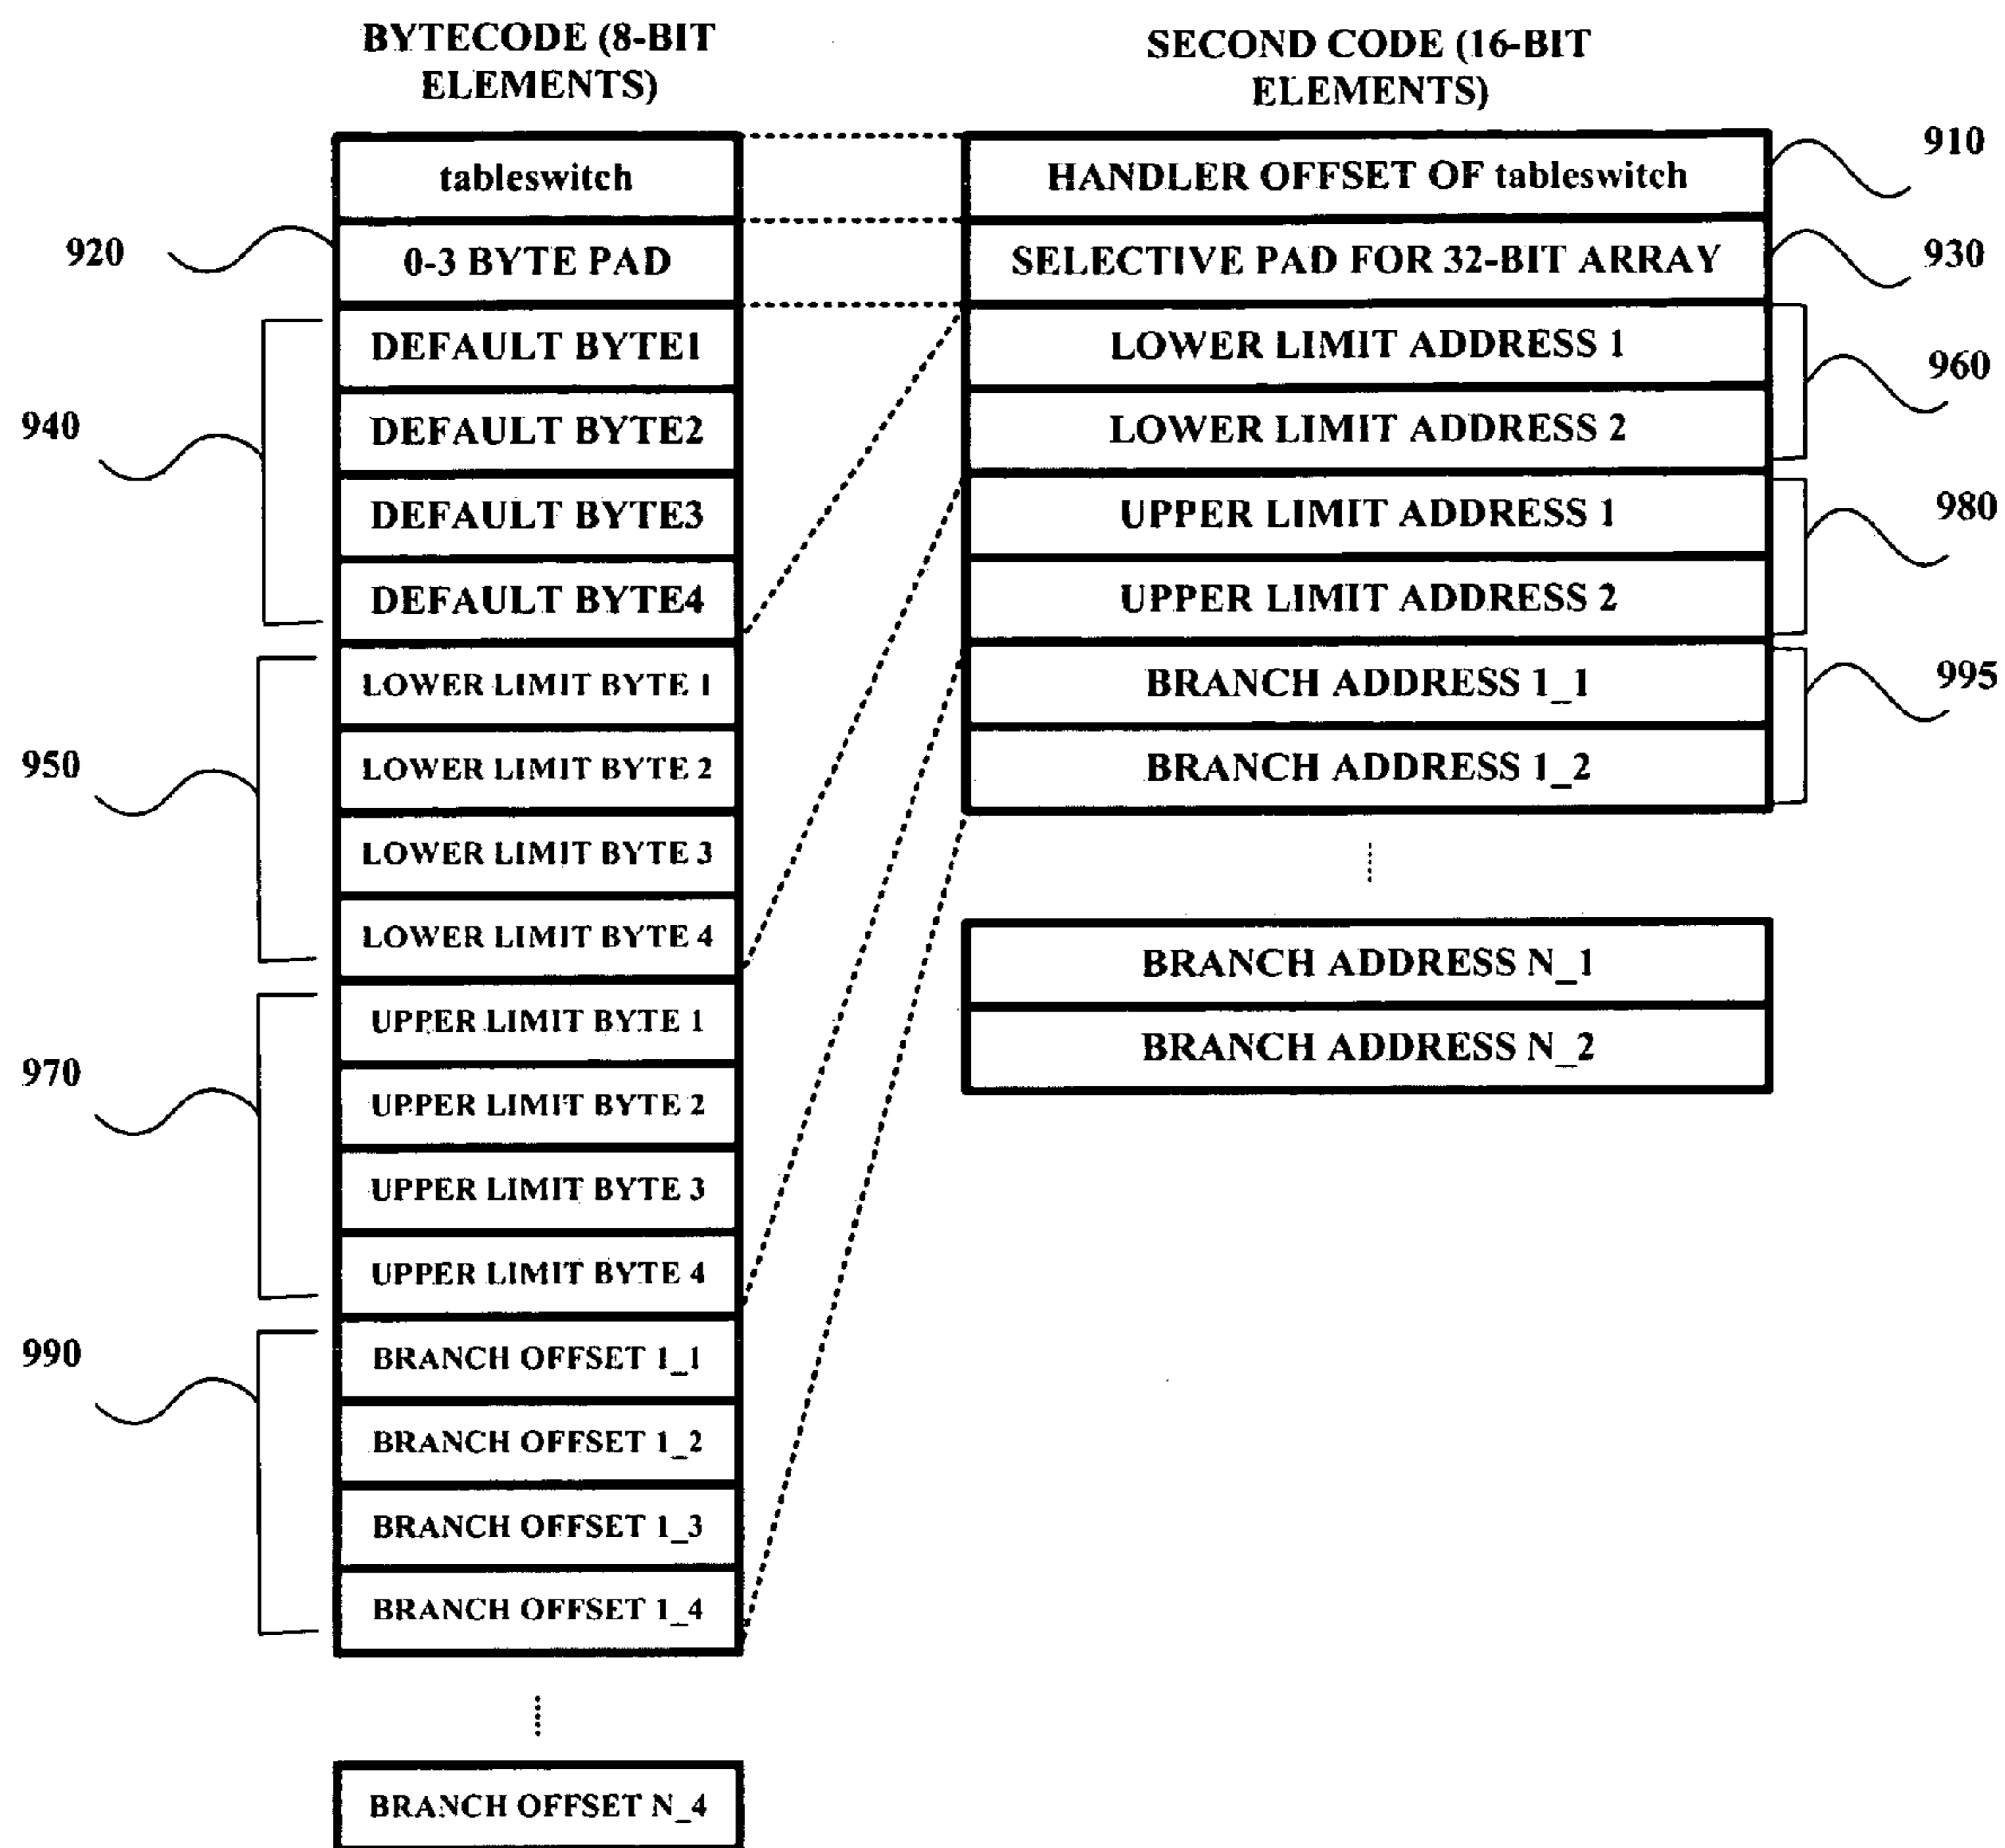 BYTECODE (8-BIT
ELEMENTS)
tableswitch
920
0-3 BYTE PAD
DEFAULT BYTE1
DEFAULT BYTE2
940
DEFAULT BYTE3
DEFAULT BYTE4
LOWER LIMIT BYTE 1
950
LOWER LIMIT BYTE 2
LOWER LIMIT BYTE 3
LOWER LIMIT BYTE 4
UPPER LIMIT BYTE 1
970
UPPER LIMIT BYTE 2
UPPER LIMIT BYTE 3
UPPER LIMIT BYTE 4
990
BRANCH OFFSET 1_1
BRANCH OFFSET 1_2
BRANCH OFFSET 1_3
BRANCH OFFSET 1_4
BRANCH OFFSET N_4
SECOND CODE (16-BIT
ELEMENTS)
HANDLER OFFSET OF tableswitch
910
SELECTIVE PAD FOR 32-BIT ARRAY
930
LOWER LIMIT ADDRESS 1
960
LOWER LIMIT ADDRESS 2
UPPER LIMIT ADDRESS 1
980
UPPER LIMIT ADDRESS 2
BRANCH ADDRESS 1_1
995
BRANCH ADDRESS 1_2
BRANCH ADDRESS N_1
BRANCH ADDRESS N_2